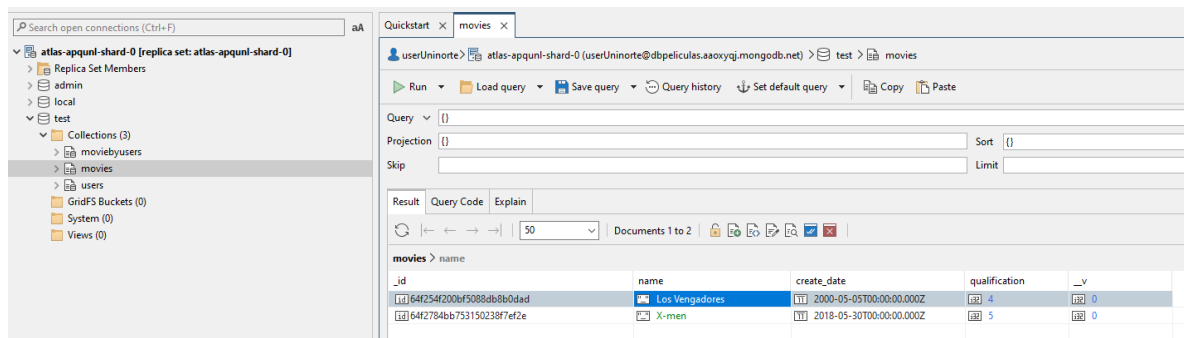 Search open connections (Ctrl+F) aA
atlas-apqunl-shard-0 [replica set: atlas-apqunl-shard-0]
Replica Set Members
admin
local
test
Collections (3)
moviebyusers
movies
users
GridFS Buckets (0)
System (0)
Views (0)
Quickstart movies
userUninorte atlas-apqunl-shard-0 (userUninorte@dbpeliculas.aaoxyqj.mongodb.net) test movies
Run Load query Save query Query history Set default query Copy Paste
Query {}
Projection {} Sort {}
Skip Limit
Result Query Code Explain
50 Documents 1 to 2
movies > name
_id name create_date qualification __v
64f254f200bf5088db8b0dad Los Vengadores 2000-05-05T00:00:00.000Z 4 0
64f2784bb753150238f7ef2e X-men 2018-05-30T00:00:00.000Z 5 0